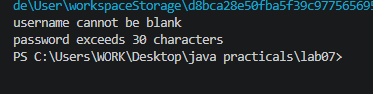 de\User\workspaceStorage\d8bca28e50fba5f39c97756569
username cannot be blank
password exceeds 30 characters
PS C:\Users\WORK\Desktop\java practicals\lab07>